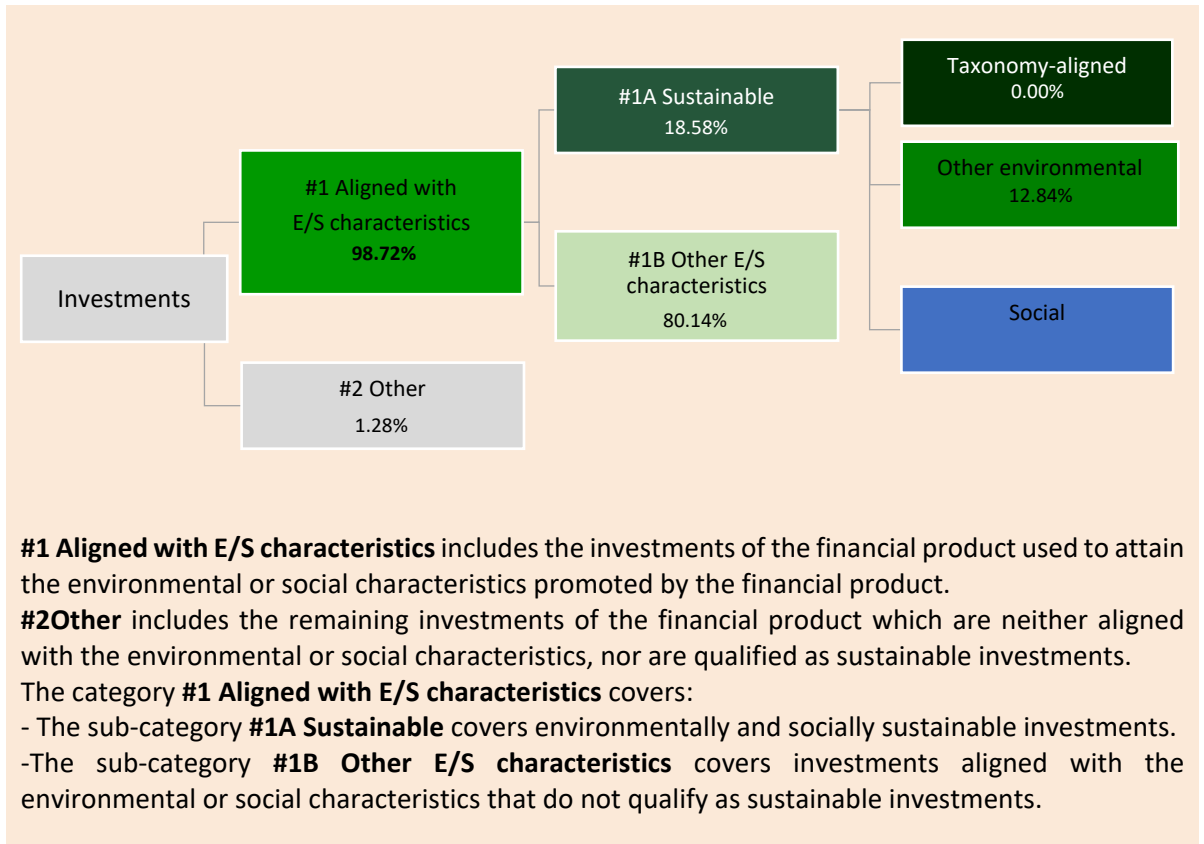 Investments
#1 Aligned with
E/S characteristics
98.72%
#2 Other
1.28%
#1A Sustainable
18.58%
#1B Other E/S
characteristics
80.14%
Taxonomy-aligned
0.00%
Other environmental
12.84%
Social
#1 Aligned with E/S characteristics includes the investments of the financial product used to attain
the environmental or social characteristics promoted by the financial product.
#2Other includes the remaining investments of the financial product which are neither aligned
with the environmental or social characteristics, nor are qualified as sustainable investments.
The category #1 Aligned with E/S characteristics covers:
- The sub-category #1A Sustainable covers environmentally and socially sustainable investments.
-The sub-category #1B Other E/S characteristics covers investments aligned with the
environmental or social characteristics that do not qualify as sustainable investments.